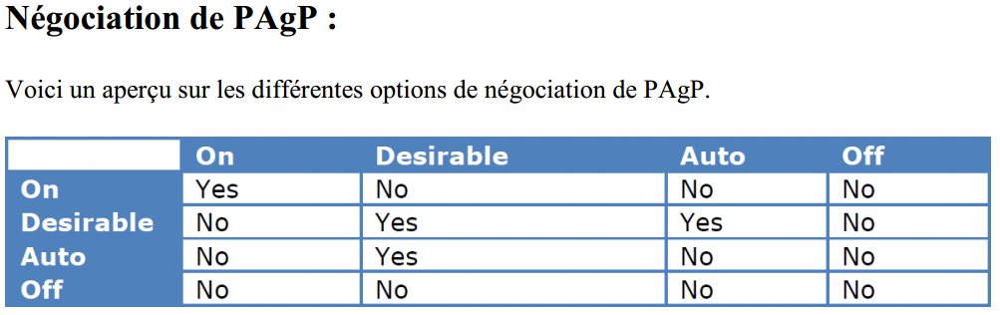 Négociation de PAgP :
Voici un aperçu sur les différentes options de négociation de PAgP.
On Desirable Auto Off
On Yes No No No
Desirable No Yes Yes No
Auto No Yes No No
Off No No No No